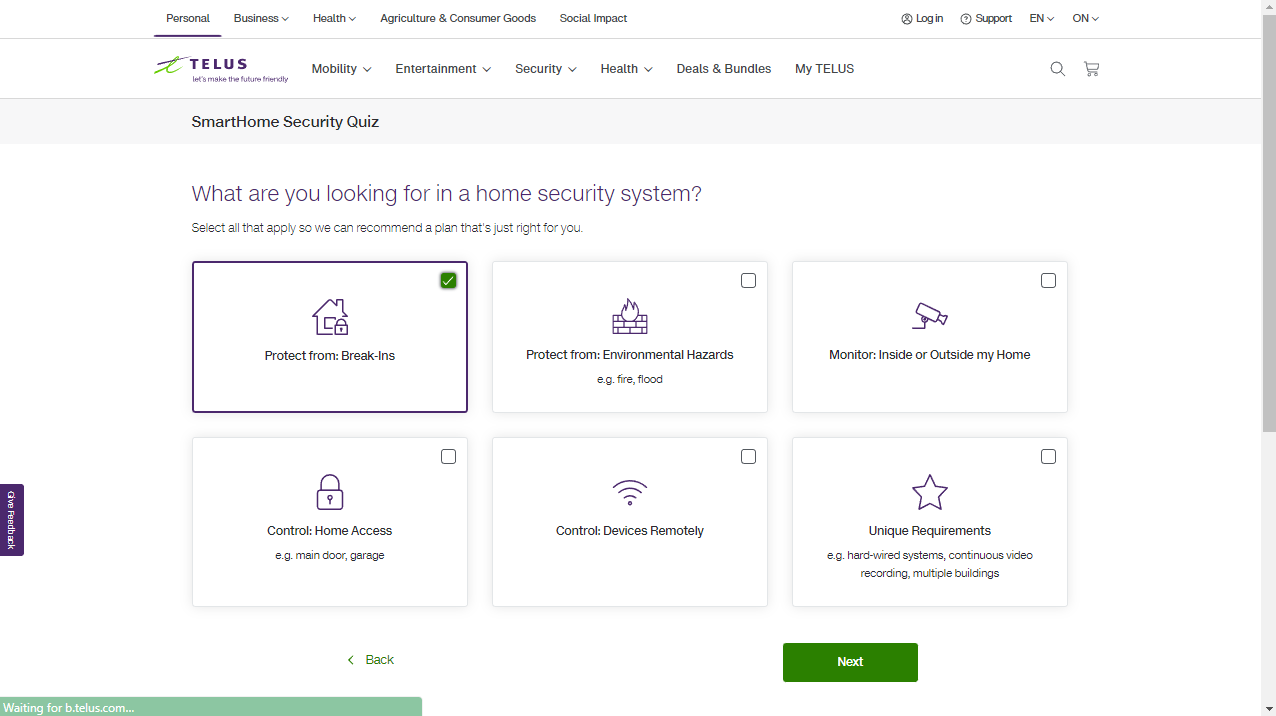 Personal Business Health Agriculture & Consumer Goods Social Impact Log in Support EN ON
TELUS
let's make the future friendly
Mobility Entertainment Security Health Deals & Bundles My TELUS
SmartHome Security Quiz
What are you looking for in a home security system?
Select all that apply so we can recommend a plan that's just right for you.
Protect from: Break-Ins
Protect from: Environmental Hazards
e.g. fire, flood
Monitor: Inside or Outside my Home
Control: Home Access
e.g. main door, garage
Control: Devices Remotely
Unique Requirements
e.g. hard-wired systems, continuous video
recording, multiple buildings
Give Feedback
Back
Next
Waiting for b.telus.com...